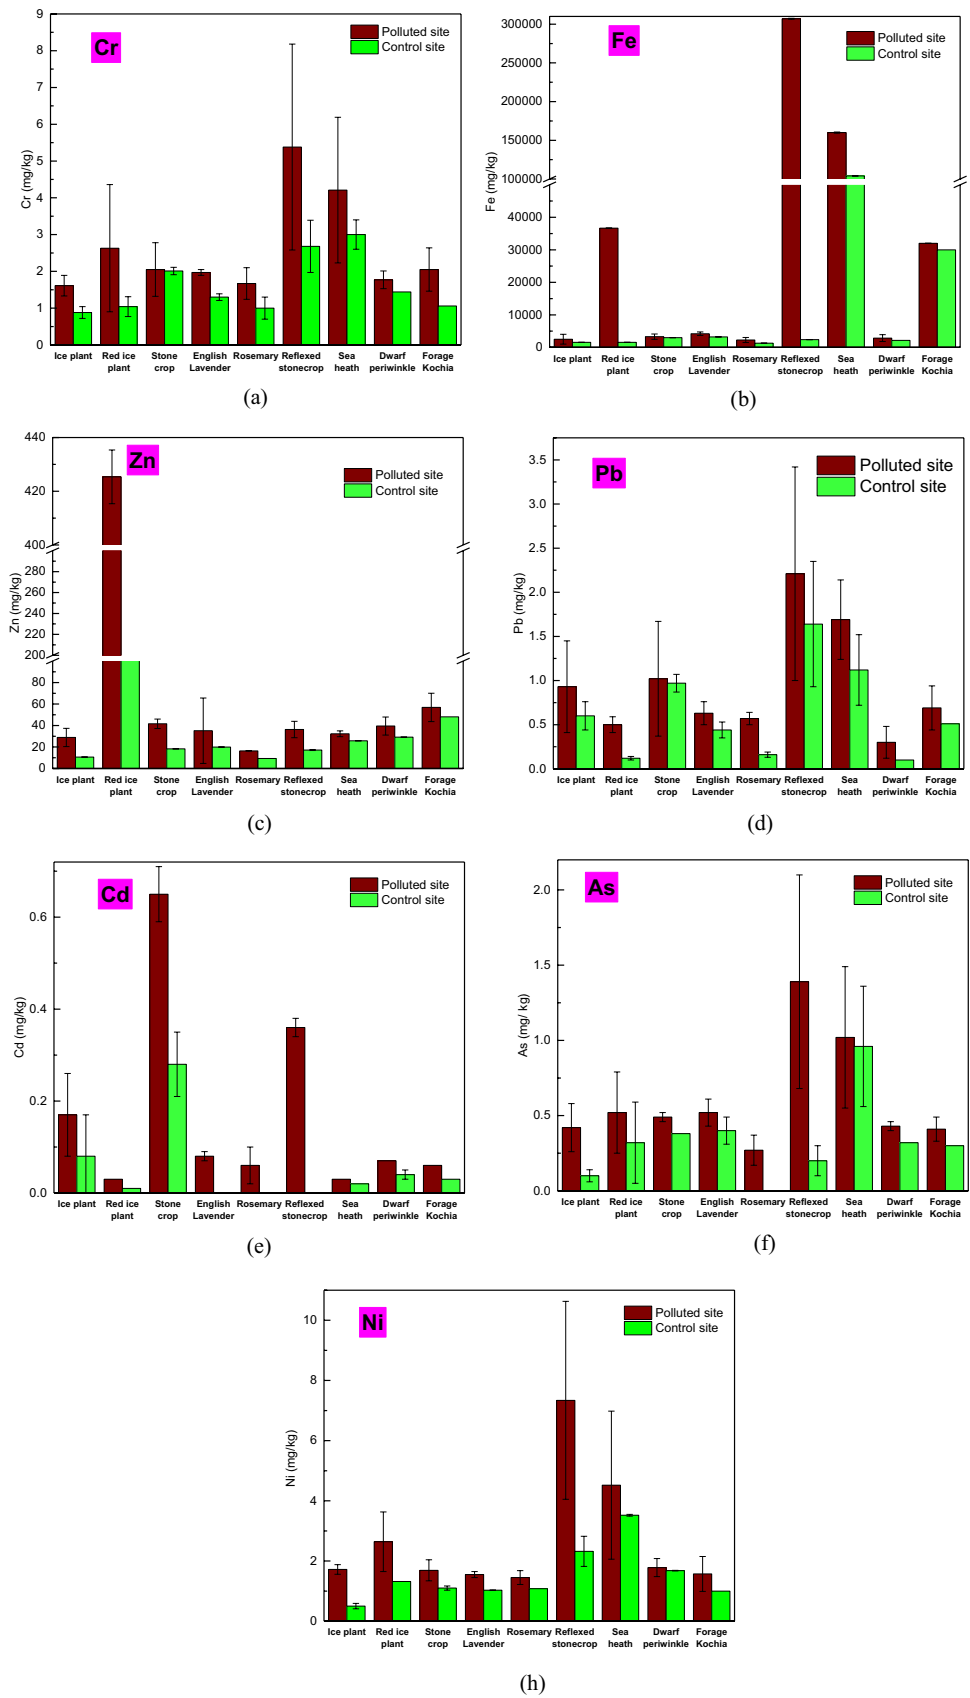 9
8
7
6
5
4
3
2
1
0
Cr (mg/kg)
Cr
Polluted site
Control site
Ice plant
Red ice plant
Stone crop
English Lavender
Rosemary
Reflexed stonecrop
Sea heath
Dwarf periwinkle
Forage Kochia
(a)
300000
250000
200000
150000
100000
40000
30000
20000
10000
0
Fe (mg/kg)
Fe
Polluted site
Control site
Ice plant
Red ice plant
Stone crop
English Lavender
Rosemary
Reflexed stonecrop
Sea heath
Dwarf periwinkle
Forage Kochia
(b)
440
420
400
280
260
240
220
200
80
60
40
20
0
Zn (mg/kg)
Zn
Polluted site
Control site
Ice plant
Red ice plant
Stone crop
English Lavender
Rosemary
Reflexed stonecrop
Sea heath
Dwarf periwinkle
Forage Kochia
(c)
3.5
3.0
2.5
2.0
1.5
1.0
0.5
0.0
Pb (mg/kg)
Pb
Polluted site
Control site
Ice plant
Red ice plant
Stone crop
English Lavender
Rosemary
Reflexed stonecrop
Sea heath
Dwarf periwinkle
Forage Kochia
(d)
0.6
0.4
0.2
0.0
Cd (mg/kg)
Cd
Polluted site
Control site
Ice plant
Red ice plant
Stone crop
English Lavender
Rosemary
Reflexed stonecrop
Sea heath
Dwarf periwinkle
Forage Kochia
(e)
2.0
1.5
1.0
0.5
0.0
As (mg/ kg)
As
Polluted site
Control site
Ice plant
Red ice plant
Stone crop
English Lavender
Rosemary
Reflexed stonecrop
Sea heath
Dwarf periwinkle
Forage Kochia
(f)
10
8
6
4
2
0
Ni (mg/kg)
Ni
Polluted site
Control site
Ice plant
Red ice plant
Stone crop
English Lavender
Rosemary
Reflexed stonecrop
Sea heath
Dwarf periwinkle
Forage Kochia
(h)